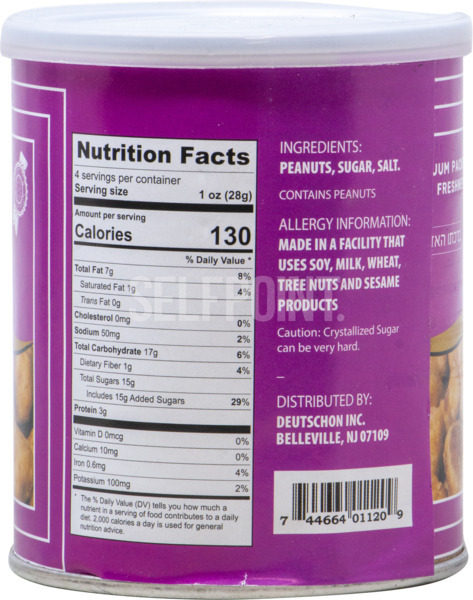 Nutrition Facts
4 servings per container
Serving size 1 oz (28g)
Amount per serving
Calories 130
% Daily Value *
Total Fat 7g 8%
Saturated Fat 1g 4%
Trans Fat 0g
Cholesterol 0mg 0%
Sodium 50mg 2%
Total Carbohydrate 17g 6%
Dietary Fiber 1g 4%
Total Sugars 15g
Includes 15g Added Sugars 29%
Protein 3g
Vitamin D 0mcg 0%
Calcium 10mg 0%
Iron 0.6mg 4%
Potassium 100mg 2%
* The % Daily Value (DV) tells you how much a
nutrient in a serving of food contributes to a daily
diet. 2,000 calories a day is used for general
nutrition advice.
INGREDIENTS:
PEANUTS, SUGAR, SALT.
CONTAINS PEANUTS
ALLERGY INFORMATION:
MADE IN A FACILITY THAT
USES SOY, MILK, WHEAT,
TREE NUTS AND SESAME
PRODUCTS
Caution: Crystallized Sugar
can be very hard.
–
DISTRIBUTED BY:
DEUTSCHON INC.
BELLEVILLE, NJ 07109
7 44664 01120 9
UUM PAC
FRESHNE
SELFPOINT.